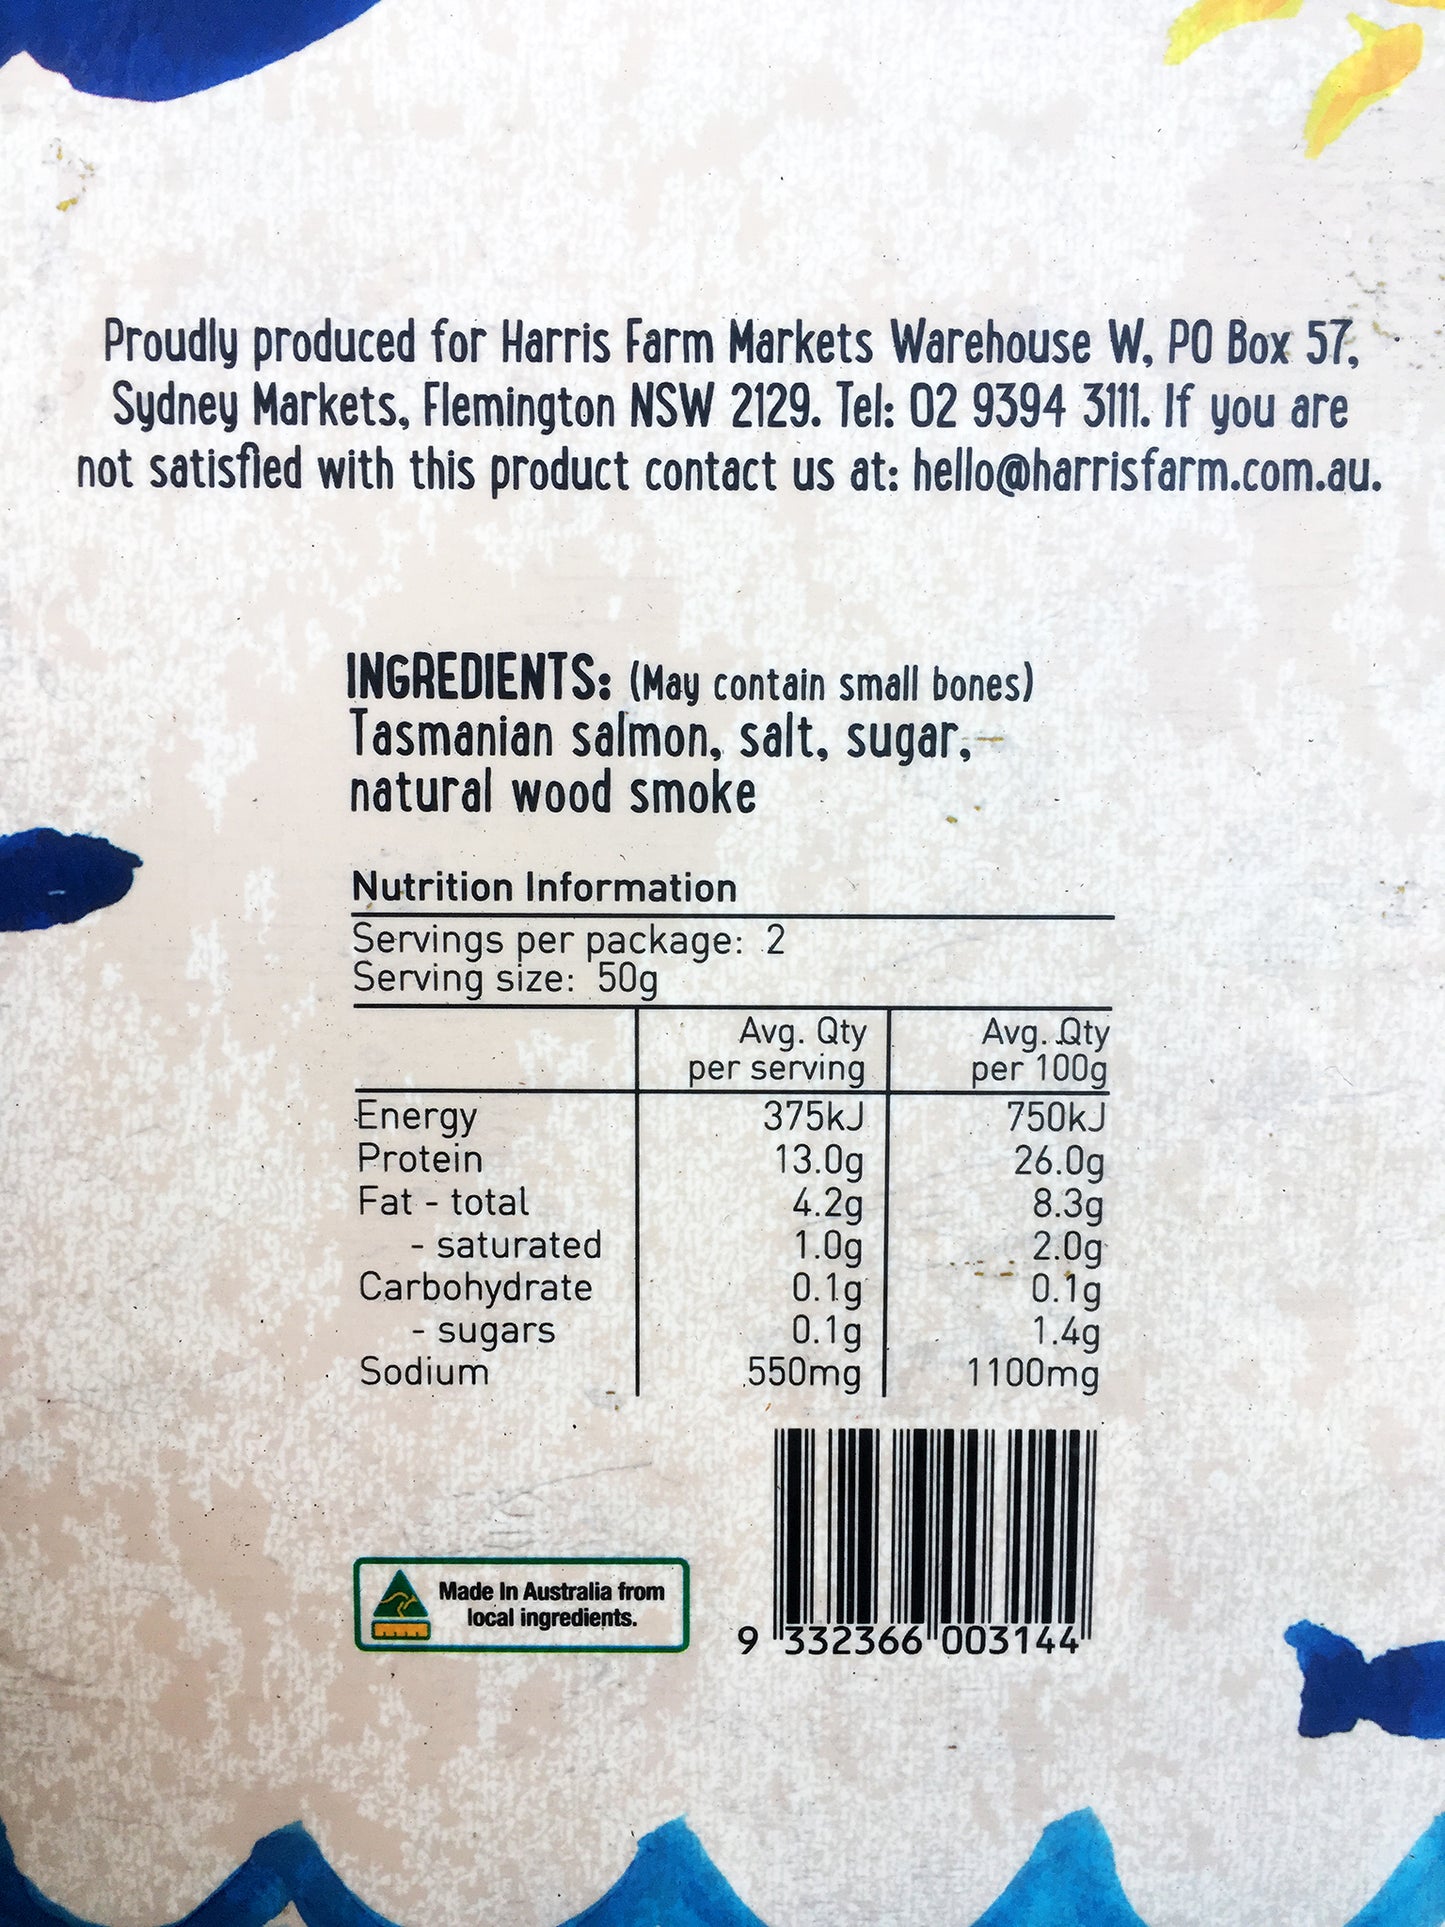 Proudly produced for Harris Farm Markets Warehouse W, PO Box 57,
Sydney Markets, Flemington NSW 2129. Tel: 02 9394 3111. If you are
not satisfied with this product contact us at: hello@harrisfarm.com.au.
INGREDIENTS: (May contain small bones)
Tasmanian salmon, salt, sugar,
natural wood smoke
Nutrition Information
Servings per package: 2
Serving size: 50g
Avg. Qty Avg. Qty
per serving per 100g
Energy 375kJ 750kJ
Protein 13.0g 26.0g
Fat - total 4.2g 8.3g
- saturated 1.0g 2.0g
Carbohydrate 0.1g 0.1g
- sugars 0.1g 1.4g
Sodium 550mg 1100mg
Made In Australia from
local ingredients.
9 332366 003144